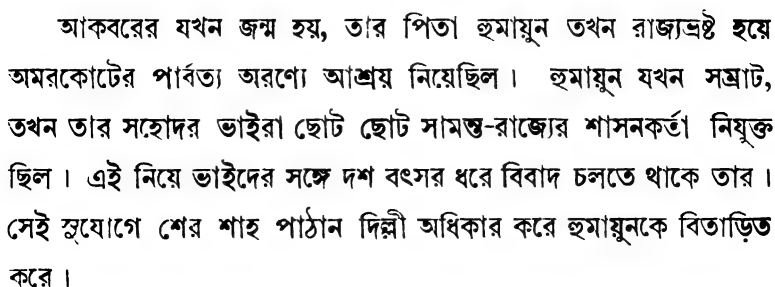 আকবরের যখন জন্ম হয়, তার পিতা হুমায়ুন তখন রাজ্যভ্রষ্ট হয়ে
অমরকোটের পার্বত্য অরণ্যে আশ্রয় নিয়েছিল। হুমায়ুন যখন সম্রাট,
তখন তার সহোদর ভাইরা ছোট ছোট সামন্ত-রাজ্যের শাসনকর্তা নিযুক্ত
ছিল। এই নিয়ে ভাইদের সঙ্গে দশ বৎসর ধরে বিবাদ চলতে থাকে তার।
সেই সুযোগে শের শাহ পাঠান দিল্লী অধিকার করে হুমায়ুনকে বিতাড়িত
করে।